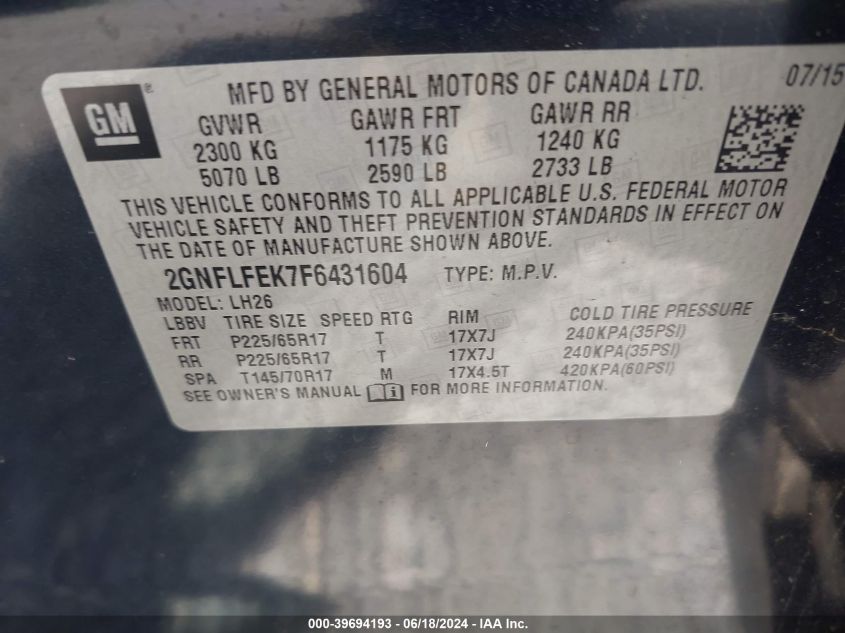 GM ®
MFD BY GENERAL MOTORS OF CANADA LTD. 07/15
GVWR GAWR FRT GAWR RR
2300 KG 1175 KG 1240 KG
5070 LB 2590 LB 2733 LB
THIS VEHICLE CONFORMS TO ALL APPLICABLE U.S. FEDERAL MOTOR
VEHICLE SAFETY AND THEFT PREVENTION STANDARDS IN EFFECT ON
THE DATE OF MANUFACTURE SHOWN ABOVE.
2GNFLFEK7F6431604 TYPE: M.P.V.
MODEL: LH26
LBBV TIRE SIZE SPEED RTG RIM COLD TIRE PRESSURE
FRT P225/65R17 T 17X7J 240KPA(35PSI)
RR P225/65R17 T 17X7J 240KPA(35PSI)
SPA T145/70R17 M 17X4.5T 420KPA(60PSI)
SEE OWNER'S MANUAL i FOR MORE INFORMATION.
000-39694193 - 06/18/2024 - IAA Inc.